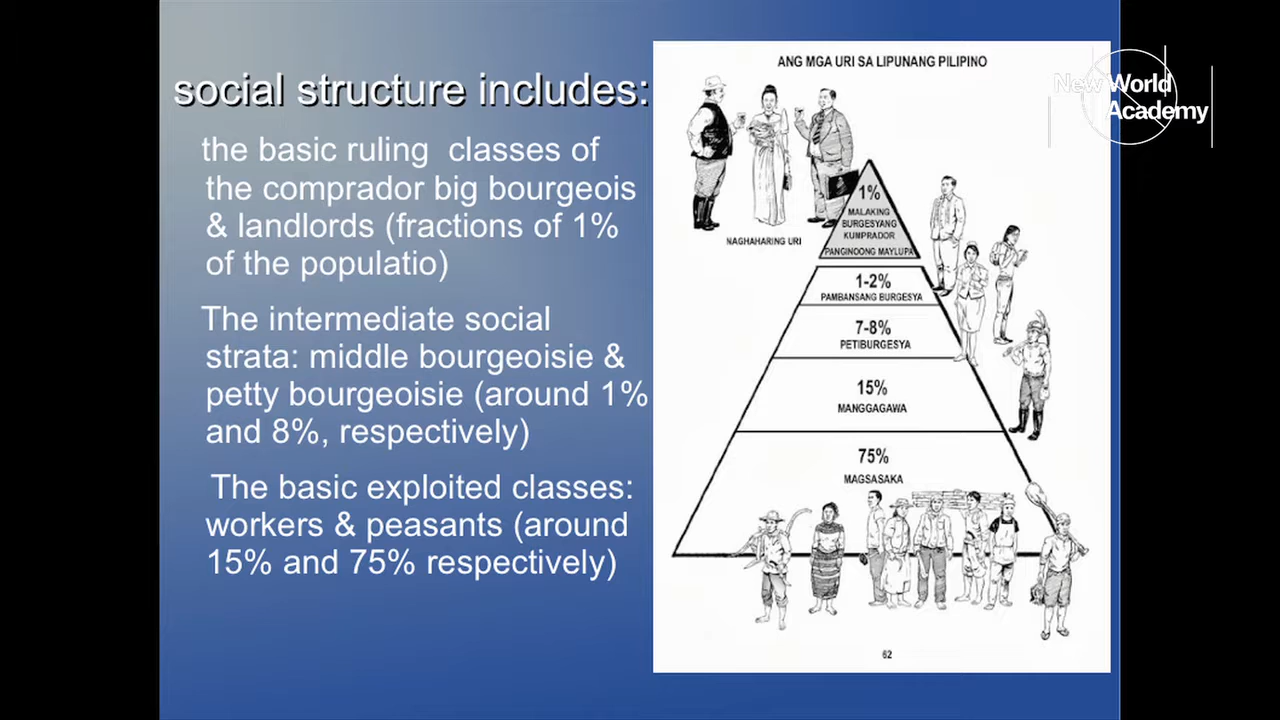 social structure includes:
the basic ruling classes of
the comprador big bourgeois
& landlords (fractions of 1%
of the populatio)
The intermediate social
strata: middle bourgeoisie &
petty bourgeoisie (around 1%
and 8%, respectively)
The basic exploited classes:
workers & peasants (around
15% and 75% respectively)
ANG MGA URI SA LIPUNANG PILIPINO
New World
Academy
NAGHAHARING URI
1%
MALAKING
BURGESYANG
KUMPRADOR
PANGINOONG MAYLUPA
1-2%
PAMBANSANG BURGESYA
7-8%
PETIBURGESYA
15%
MANGGAGAWA
75%
MAGSASAKA
62